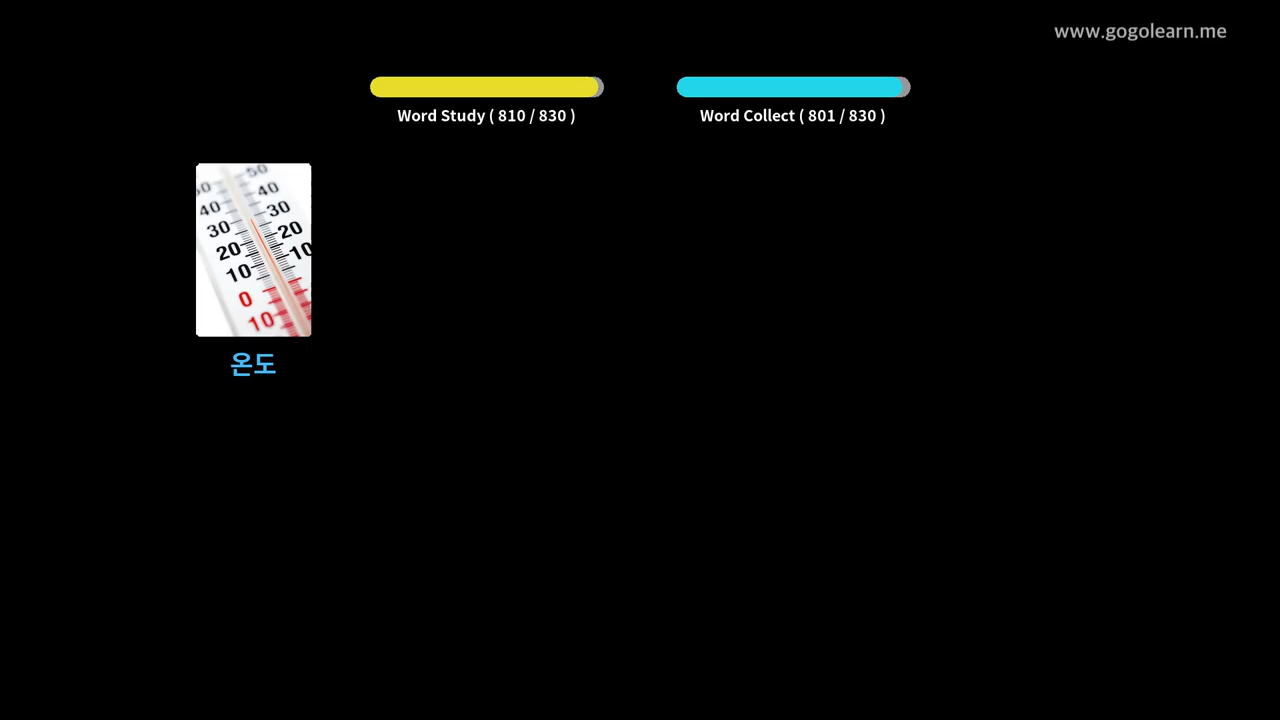 www.gogolearn.me
Word Study ( 810 / 830 )
Word Collect ( 801 / 830 )
50
40
40
30
30
20
20
10
10
0
10
온도